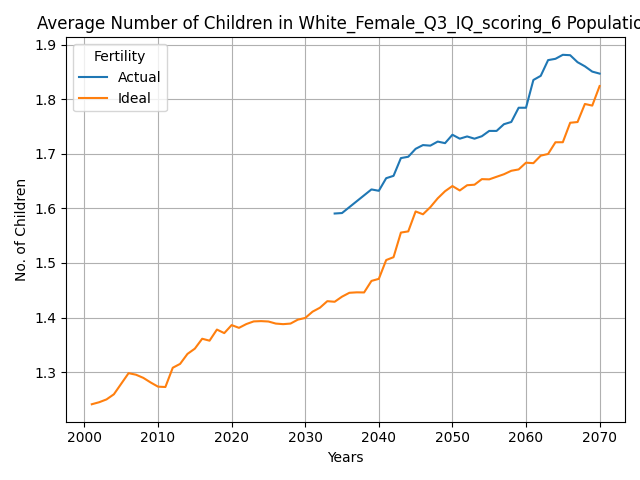 Average Number of Children in White_Female_Q3_IQ_scoring_6 Populatio
Fertility
Actual
Ideal
No. of Children
1.9
1.8
1.7
1.6
1.5
1.4
1.3
2000 2010 2020 2030 2040 2050 2060 2070
Years